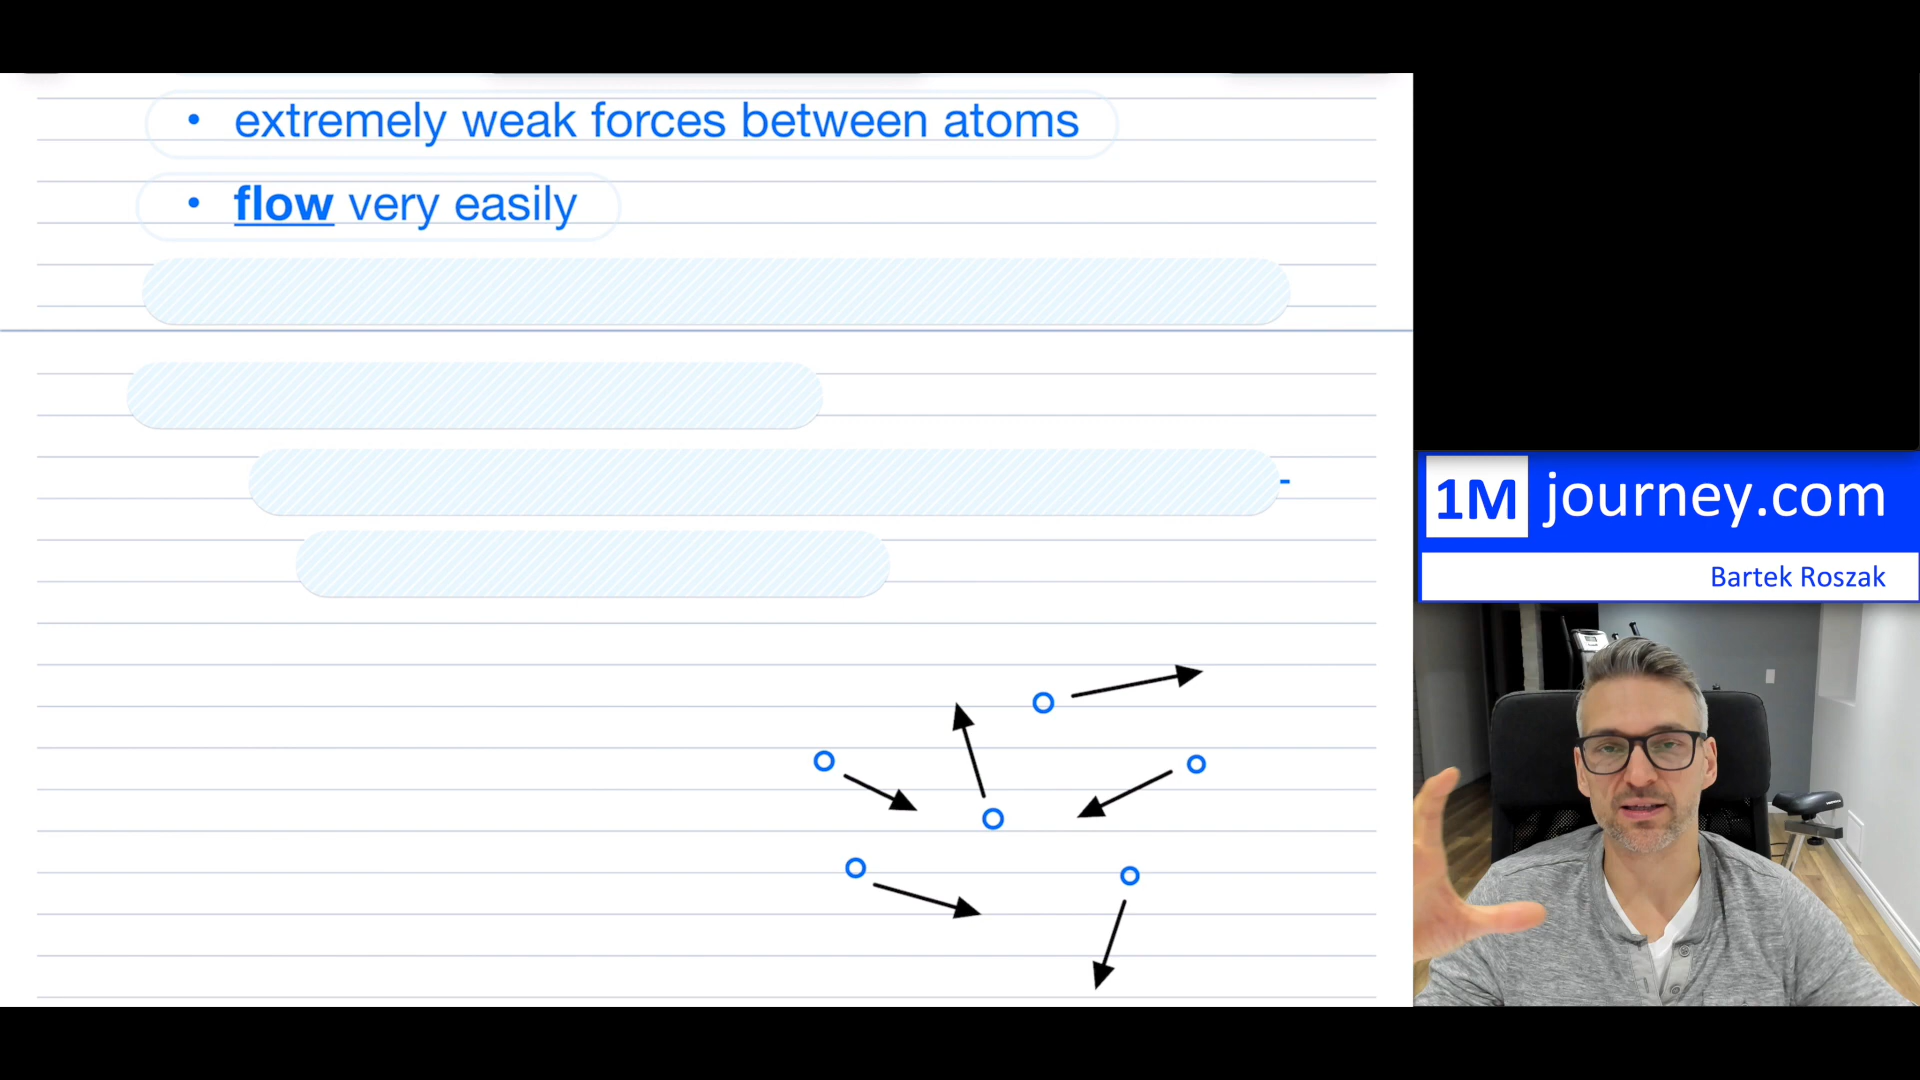 • extremely weak forces between atoms
• flow very easily
-
1M journey.com
Bartek Roszak